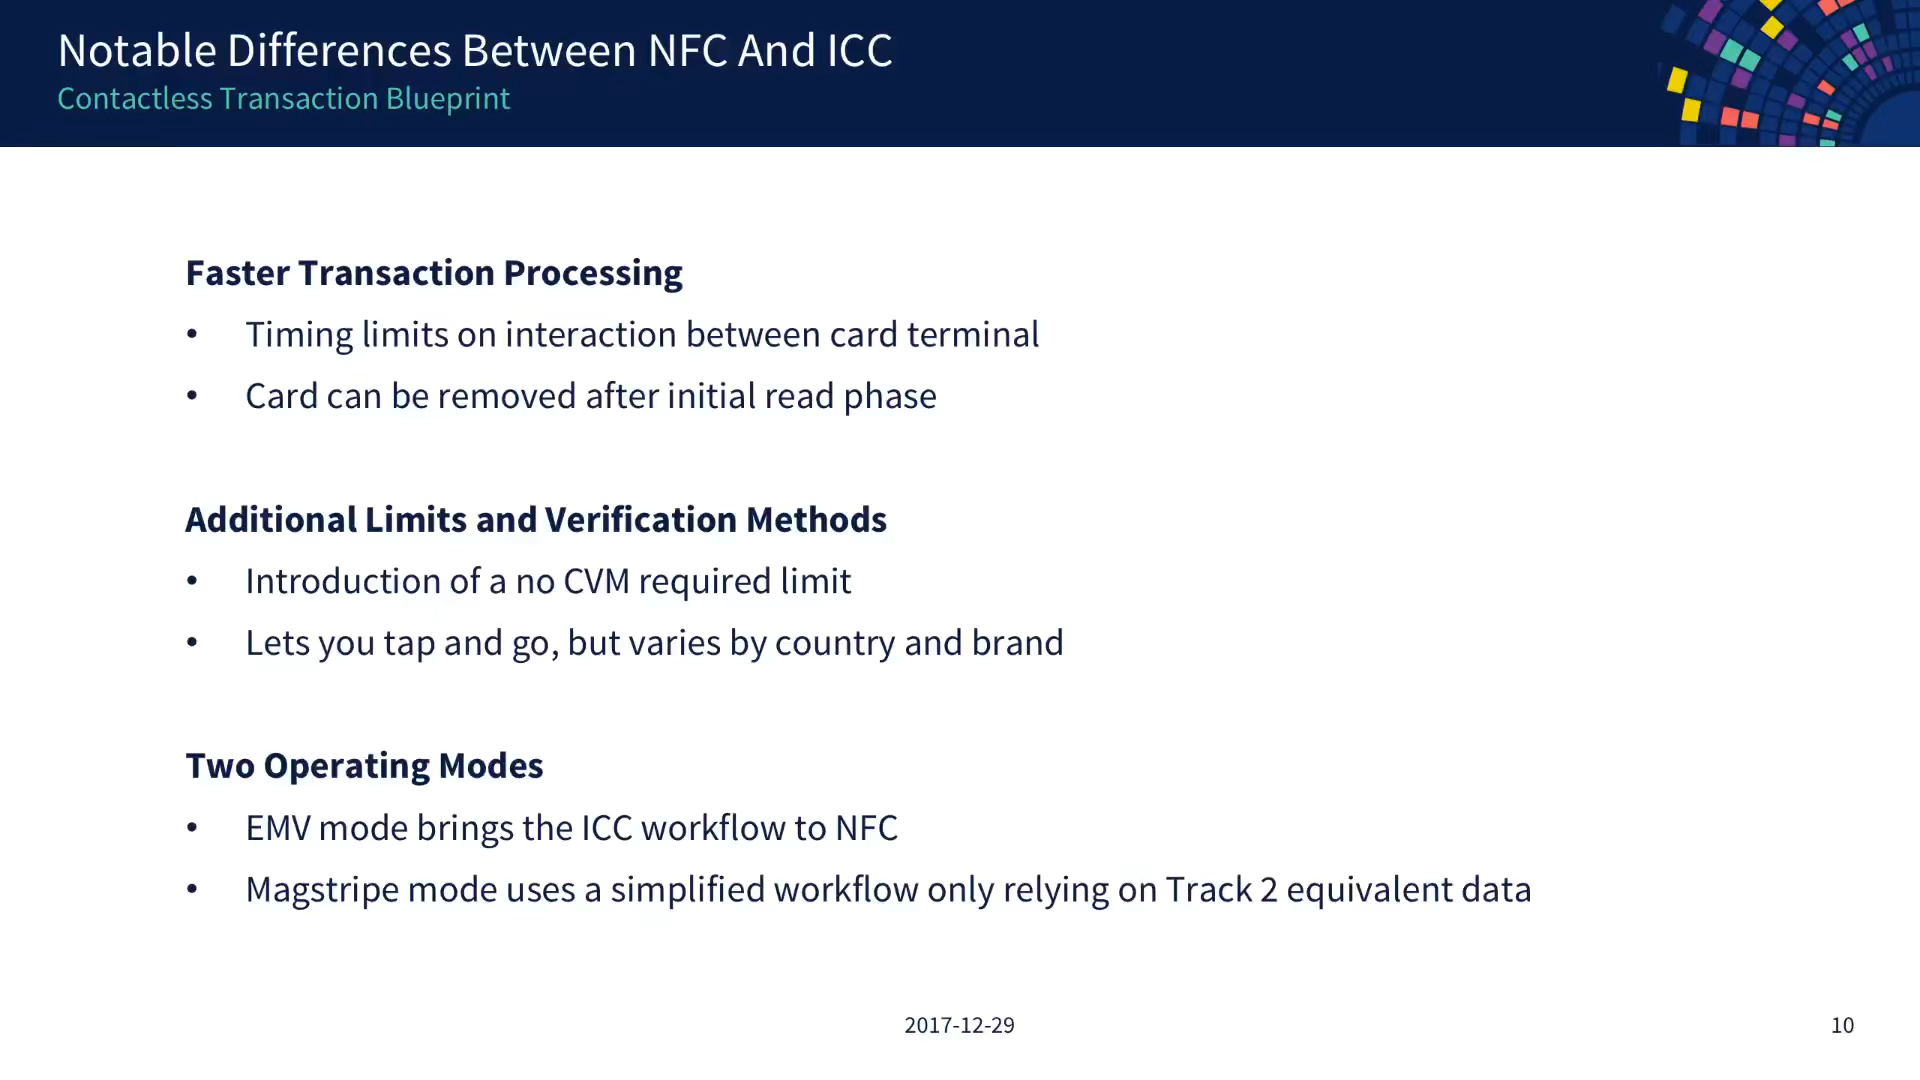 Notable Differences Between NFC And ICC
Contactless Transaction Blueprint
Faster Transaction Processing
• Timing limits on interaction between card terminal
• Card can be removed after initial read phase
Additional Limits and Verification Methods
• Introduction of a no CVM required limit
• Lets you tap and go, but varies by country and brand
Two Operating Modes
• EMV mode brings the ICC workflow to NFC
• Magstripe mode uses a simplified workflow only relying on Track 2 equivalent data
2017-12-29
10